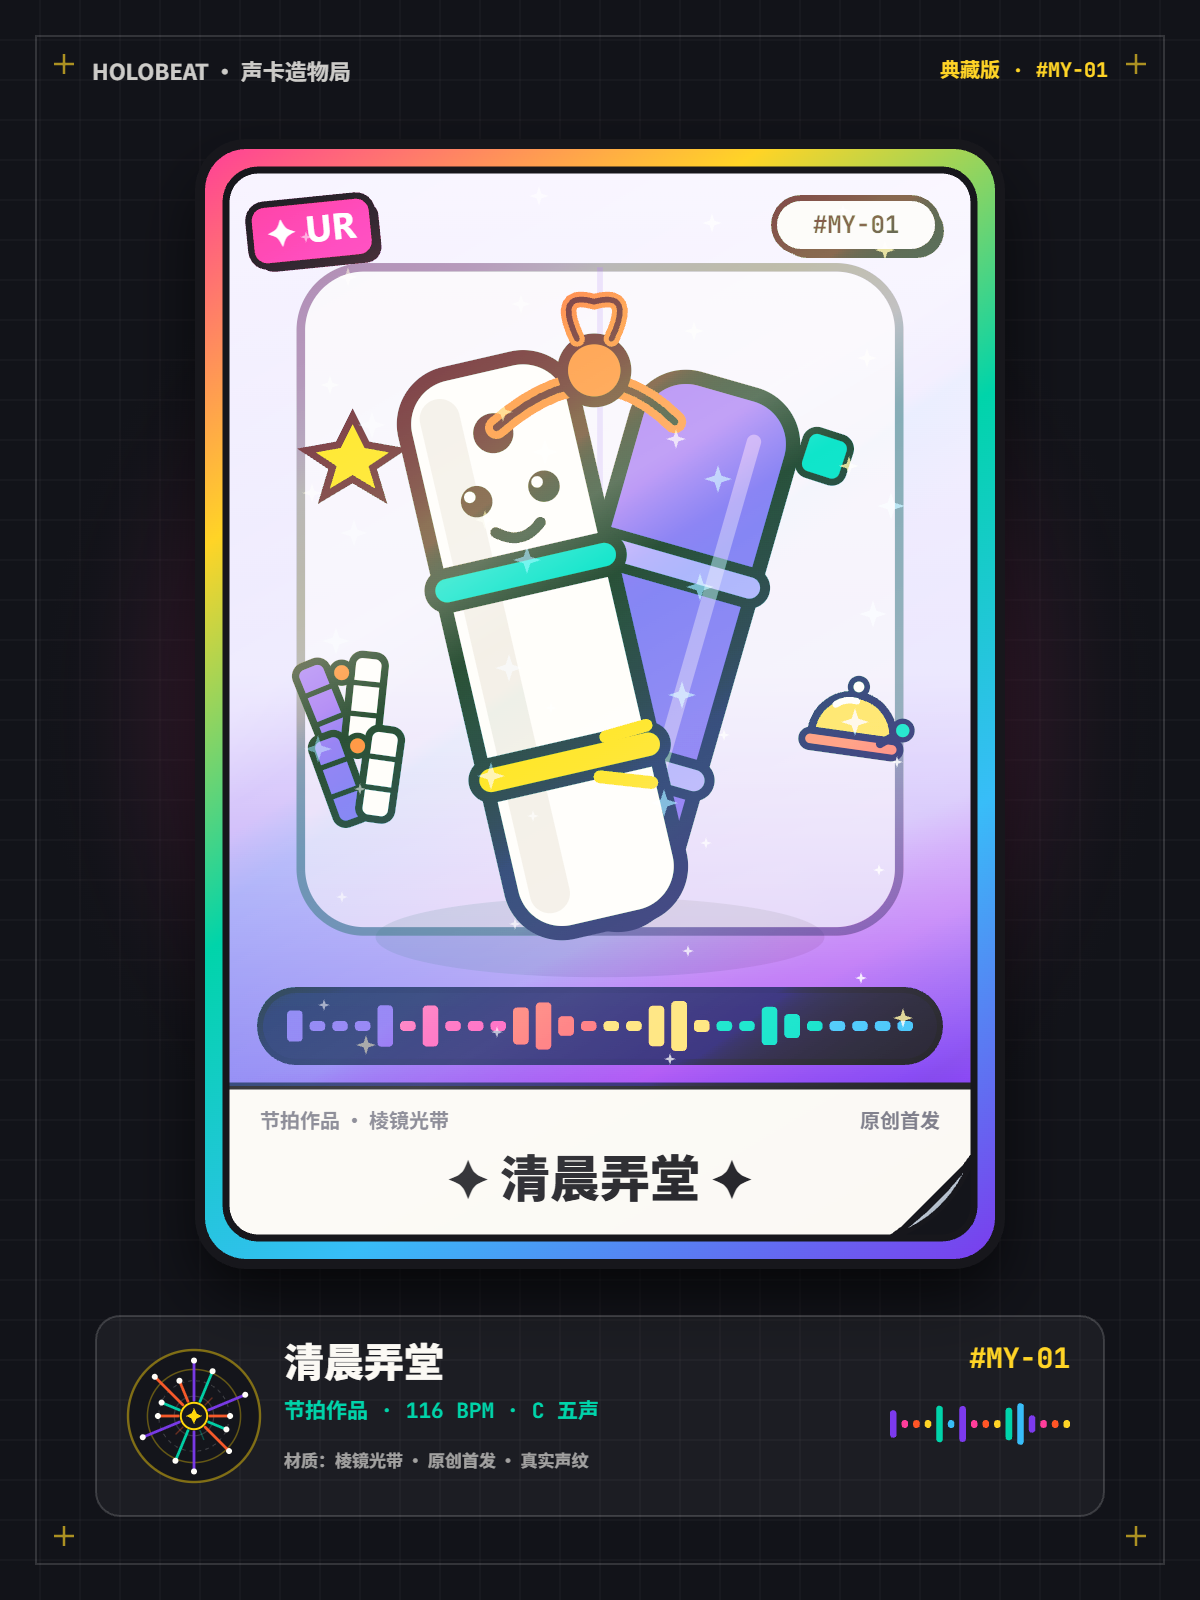 HOLOBEAT • 声卡造物局
典藏版 · #MY-01
✦ UR
#MY-01
节拍作品 • 棱镜光带
原创首发
✦ 清晨弄堂 ✦
清晨弄堂
#MY-01
节拍作品 · 116 BPM · C 五声
材质：棱镜光带 • 原创首发 • 真实声纹